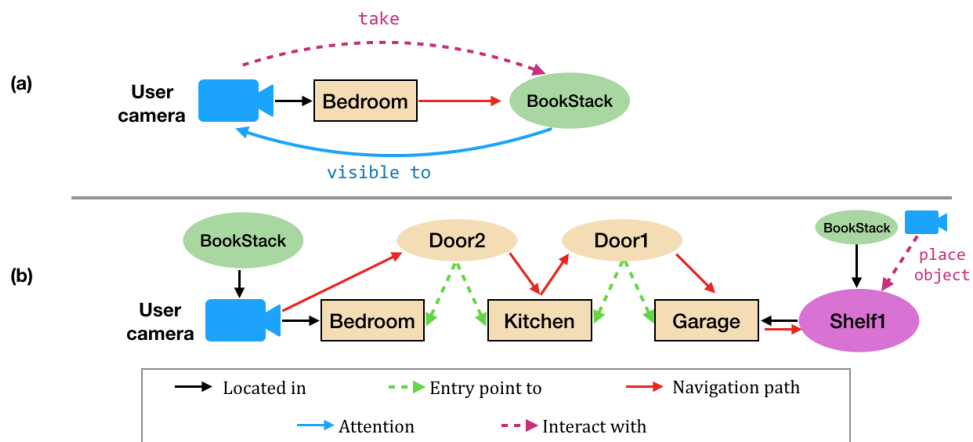 take
(a)
User
camera
Bedroom
BookStack
visible to
BookStack
Door2
Door1
BookStack
place
object
(b)
User
camera
Bedroom
Kitchen
Garage
Shelf1
Located in
Entry point to
Navigation path
Attention
Interact with